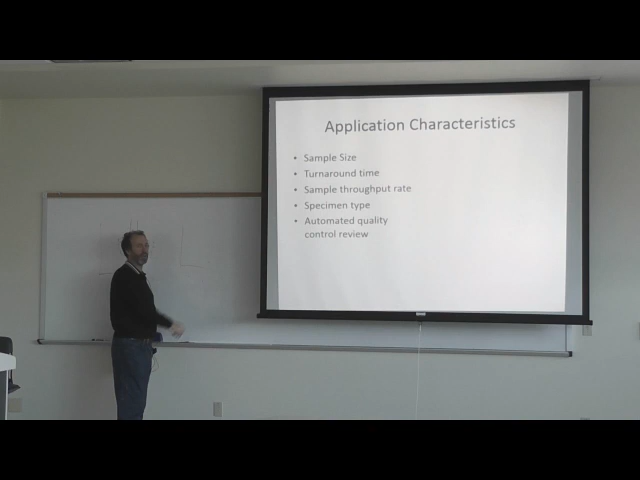 Application Characteristics
• Sample Size
• Turnaround time
• Sample throughput rate
• Specimen type
• Automated quality
control review